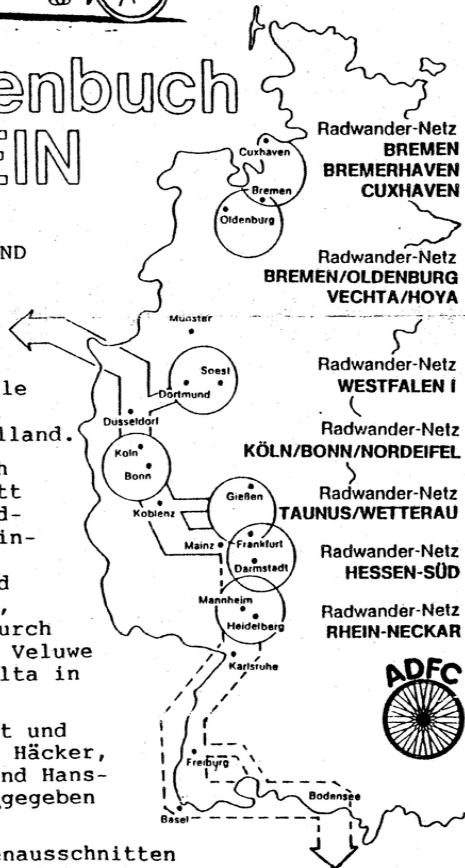 enbuch
EIN
ND
le
lland.
h
tt
d-
in-
d
,
urch
Veluwe
lta in
t und
Häcker,
nd Hans-
gegeben
enausschnitten
Cuxhaven
Bremen
Oldenburg
Munster
Soest
Dortmund
Dusseldorf
Koln
Bonn
Koblenz
Gießen
Mainz
Frankfurt
Darmstadt
Mannheim
Heidelberg
Karlsruhe
Freiburg
Bodensee
Basel
Radwander-Netz
BREMEN
BREMERHAVEN
CUXHAVEN
Radwander-Netz
BREMEN/OLDENBURG
VECHTA/HOYA
Radwander-Netz
WESTFALEN I
Radwander-Netz
KÖLN/BONN/NORDEIFEL
Radwander-Netz
TAUNUS/WETTERAU
Radwander-Netz
HESSEN-SÜD
Radwander-Netz
RHEIN-NECKAR
ADFC